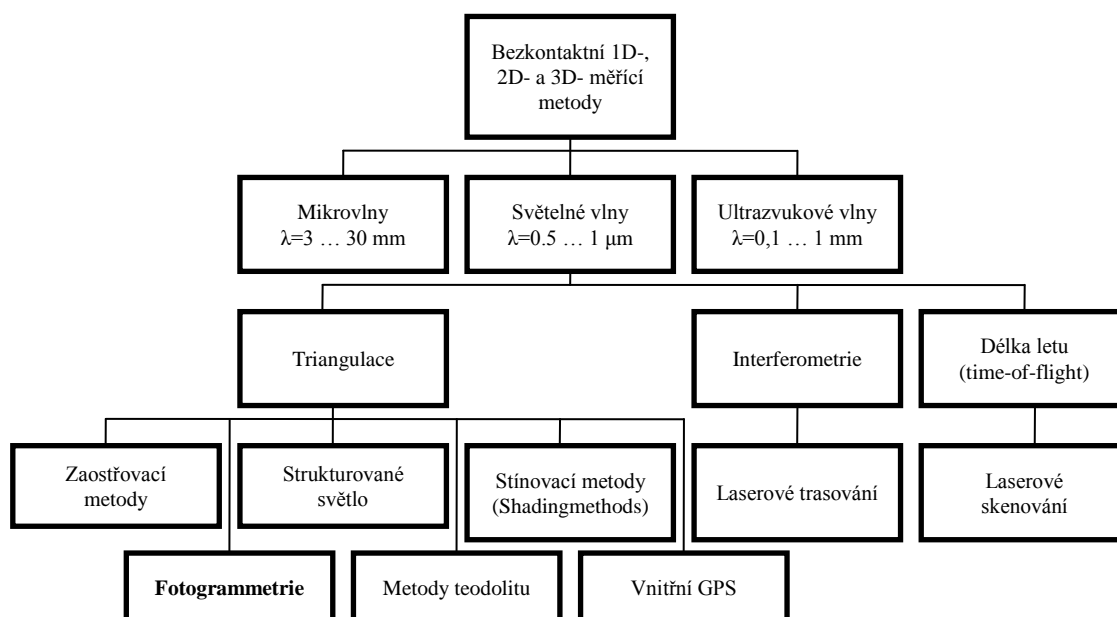 Bezkontaktní 1D-,
2D- a 3D- měřící
metody
Mikrovlny
λ=3 … 30 mm
Světelné vlny
λ=0.5 … 1 μm
Ultrazvukové vlny
λ=0,1 … 1 mm
Triangulace
Interferometrie
Délka letu
(time-of-flight)
Zaostřovací
metody
Strukturované
světlo
Stínovací metody
(Shadingmethods)
Laserové trasování
Laserové
skenování
Fotogrammetrie
Metody teodolitu
Vnitřní GPS